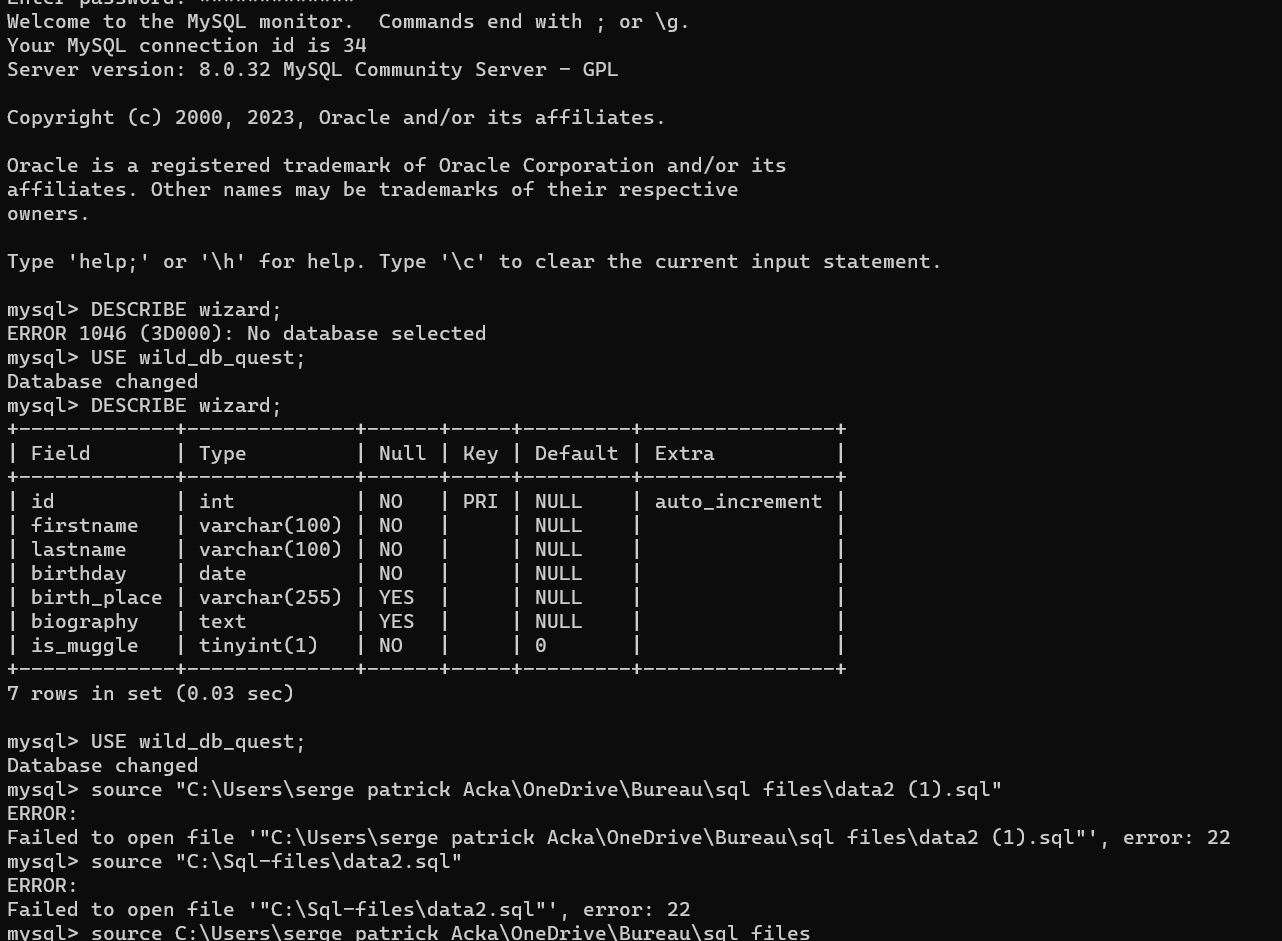 Enter password: *************
Welcome to the MySQL monitor.  Commands end with ; or \g.
Your MySQL connection id is 34
Server version: 8.0.32 MySQL Community Server - GPL
Copyright (c) 2000, 2023, Oracle and/or its affiliates.
Oracle is a registered trademark of Oracle Corporation and/or its
affiliates. Other names may be trademarks of their respective
owners.
Type 'help;' or '\h' for help. Type '\c' to clear the current input statement.
mysql> DESCRIBE wizard;
ERROR 1046 (3D000): No database selected
mysql> USE wild_db_quest;
Database changed
mysql> DESCRIBE wizard;
+-------------+--------------+------+-----+---------+----------------+
| Field       | Type         | Null | Key | Default | Extra          |
+-------------+--------------+------+-----+---------+----------------+
| id          | int          | NO   | PRI | NULL    | auto_increment |
| firstname   | varchar(100) | NO   |     | NULL    |                |
| lastname    | varchar(100) | NO   |     | NULL    |                |
| birthday    | date         | NO   |     | NULL    |                |
| birth_place | varchar(255) | YES  |     | NULL    |                |
| biography   | text         | YES  |     | NULL    |                |
| is_muggle   | tinyint(1)   | NO   |     | 0       |                |
+-------------+--------------+------+-----+---------+----------------+
7 rows in set (0.03 sec)
mysql> USE wild_db_quest;
Database changed
mysql> source "C:\Users\serge patrick Acka\OneDrive\Bureau\sql files\data2 (1).sql"
ERROR:
Failed to open file '"C:\Users\serge patrick Acka\OneDrive\Bureau\sql files\data2 (1).sql"', error: 22
mysql> source "C:\Sql-files\data2.sql"
ERROR:
Failed to open file '"C:\Sql-files\data2.sql"', error: 22
mysql> source C:\Users\serge patrick Acka\OneDrive\Bureau\sql files